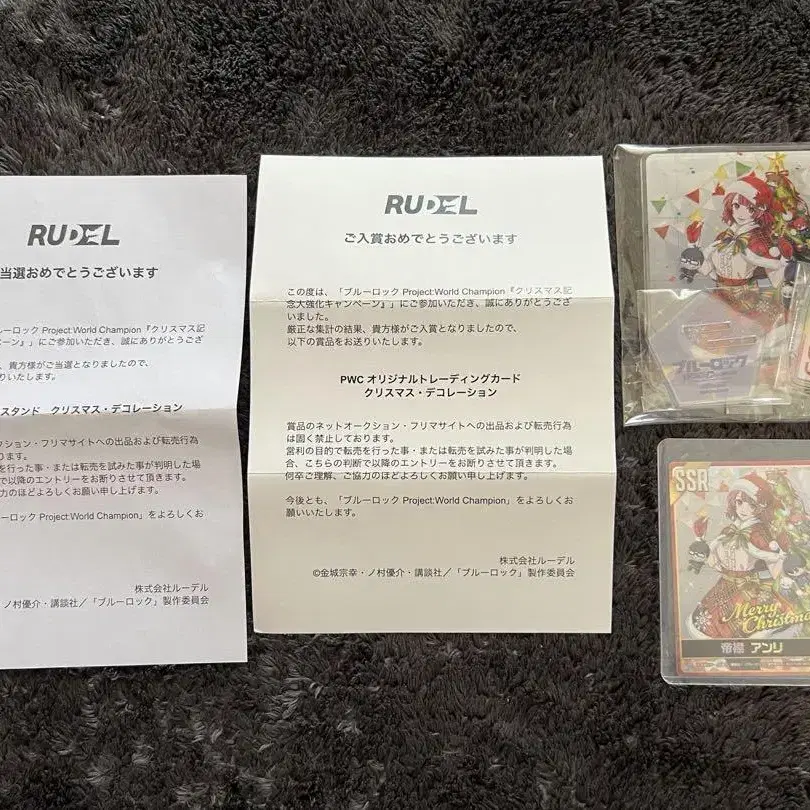 RUDEL
当選おめでとうございます
ルーロック Project:World Champion『クリスマス記
ーン』」にご参加いただき、誠にありがとうござ
、貴方様がご当選となりましたので、
りいたします。
スタンド クリスマス・デコレーション
クション・フリマサイトへの出品および転売行為
ります。
を行った事・または転売を試みた事が判明した場
で以降のエントリーをお断りさせて頂きます。
力のほどよろしくお願い申し上げます。
ーロック Project:World Champion」をよろしくお
株式会社ルーデル
ノ村優介・講談社／「ブルーロック」製作委員会
RUDEL
ご入賞おめでとうございます
この度は、「ブルーロック Project:World Champion『クリスマス記
念大強化キャンペーン』」にご参加いただき、誠にありがとうござ
いました。
厳正な集計の結果、貴方様がご入賞となりましたので、
以下の賞品をお送りいたします。
PWC オリジナルトレーディングカード
クリスマス・デコレーション
賞品のネットオークション・フリマサイトへの出品および転売行為
は固く禁止しております。
営利の目的で転売を行った事・または転売を試みた事が判明した場
合、こちらの判断で以降のエントリーをお断りさせて頂きます。
何卒ご理解、ご協力のほどよろしくお願い申し上げます。
今後とも、「ブルーロック Project:World Champion」をよろしくお
願いいたします。
株式会社ルーデル
©金城宗幸・ノ村優介・講談社／「ブルーロック」製作委員会
ブルーロック
SSR
Merry
Christmas
帝襟 アンリ